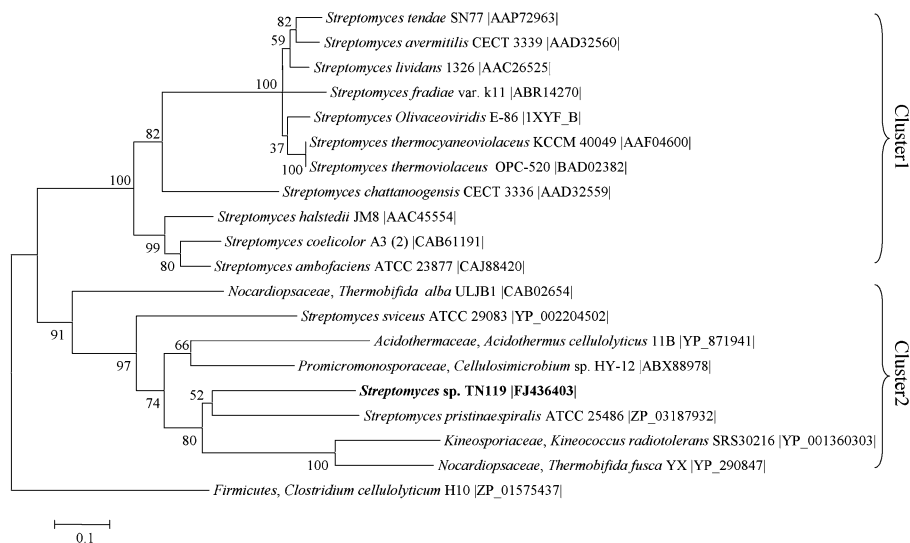 82 Streptomyces tendae SN77 |AAP72963|
59 Streptomyces avermitilis CECT 3339 |AAD32560|
Streptomyces lividans 1326 |AAC26525|
100 Streptomyces fradiae var. k11 |ABR14270|
Streptomyces Olivaceoviridis E-86 |1XYF_B|
37 Streptomyces thermocyaneoviolaceus KCCM 40049 |AAF04600|
100 Streptomyces thermoviolaceus OPC-520 |BAD02382|
82
Streptomyces chattanoogensis CECT 3336 |AAD32559|
100
Streptomyces halstedii JM8 |AAC45554|
99 Streptomyces coelicolor A3 (2) |CAB61191|
80 Streptomyces ambofaciens ATCC 23877 |CAJ88420|
Cluster1
Nocardiopsaceae, Thermobifida alba ULJB1 |CAB02654|
91 Streptomyces sviceus ATCC 29083 |YP_002204502|
97
66 Acidothermaceae, Acidothermus cellulolyticus 11B |YP_871941|
Promicromonosporaceae, Cellulosimicrobium sp. HY-12 |ABX88978|
74
52 Streptomyces sp. TN119 |FJ436403|
Streptomyces pristinaespiralis ATCC 25486 |ZP_03187932|
80
Kineosporiaceae, Kineococcus radiotolerans SRS30216 |YP_001360303|
100 Nocardiopsaceae, Thermobifida fusca YX |YP_290847|
Cluster2
Firmicutes, Clostridium cellulolyticum H10 |ZP_01575437|
0.1